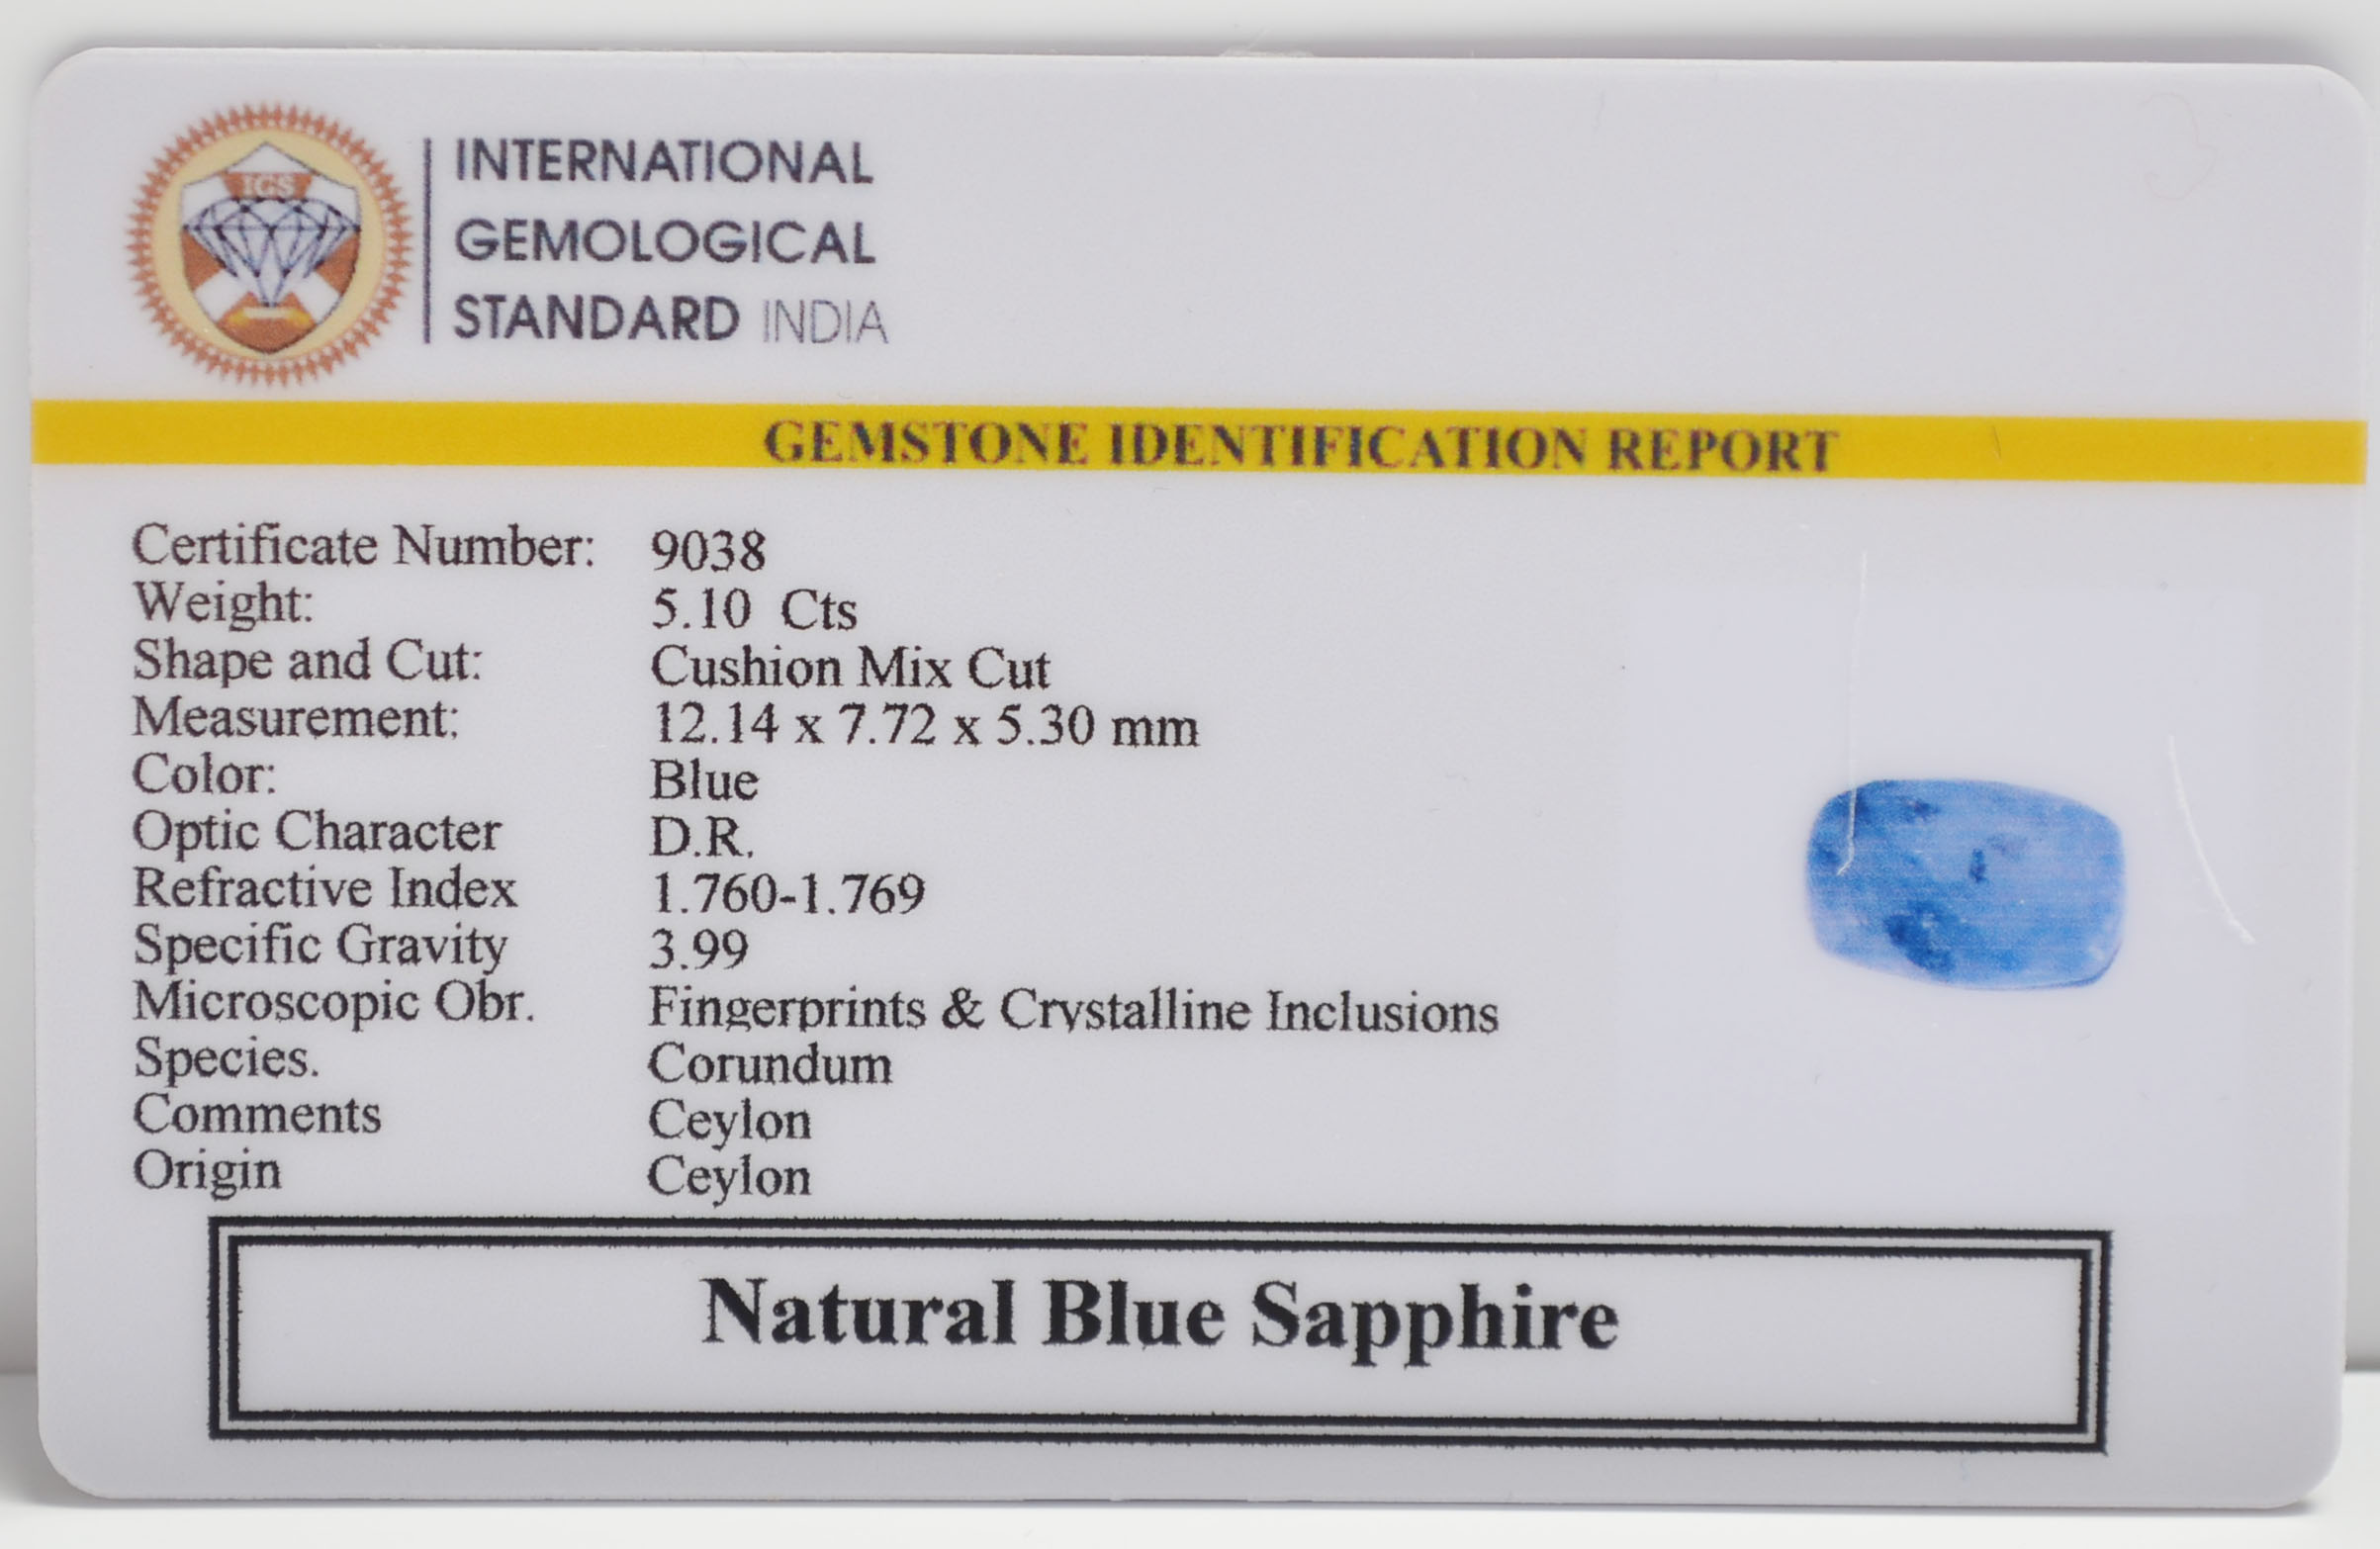 IGS
INTERNATIONAL
GEMOLOGICAL
STANDARD INDIA
GEMSTONE IDENTIFICATION REPORT
Certificate Number: 9038
Weight: 5.10 Cts
Shape and Cut: Cushion Mix Cut
Measurement: 12.14 x 7.72 x 5.30 mm
Color: Blue
Optic Character D.R.
Refractive Index 1.760-1.769
Specific Gravity 3.99
Microscopic Obr. Fingerprints & Crystalline Inclusions
Species. Corundum
Comments Ceylon
Origin Ceylon
Natural Blue Sapphire